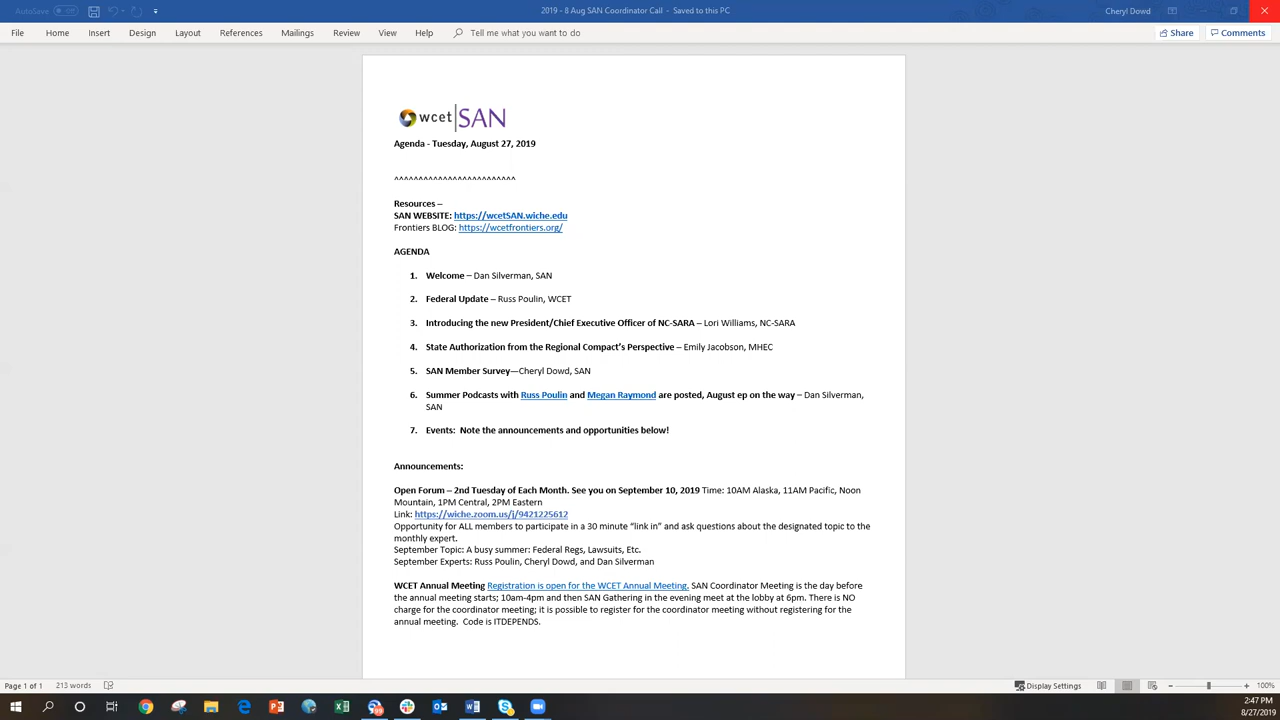 AutoSave Off
2019 - 8 Aug SAN Coordinator Call - Saved to this PC
Cheryl Dowd
File Home Insert Design Layout References Mailings Review View Help Tell me what you want to do Share Comments
wcet SAN
Agenda - Tuesday, August 27, 2019
^^^^^^^^^^^^^^^^^^^^^^^^^
Resources –
SAN WEBSITE: https://wcetSAN.wiche.edu
Frontiers BLOG: https://wcetfrontiers.org/
AGENDA
1. Welcome – Dan Silverman, SAN
2. Federal Update – Russ Poulin, WCET
3. Introducing the new President/Chief Executive Officer of NC-SARA – Lori Williams, NC-SARA
4. State Authorization from the Regional Compact's Perspective – Emily Jacobson, MHEC
5. SAN Member Survey—Cheryl Dowd, SAN
6. Summer Podcasts with Russ Poulin and Megan Raymond are posted, August ep on the way – Dan Silverman,
SAN
7. Events: Note the announcements and opportunities below!
Announcements:
Open Forum – 2nd Tuesday of Each Month. See you on September 10, 2019 Time: 10AM Alaska, 11AM Pacific, Noon
Mountain, 1PM Central, 2PM Eastern
Link: https://wiche.zoom.us/j/9421225612
Opportunity for ALL members to participate in a 30 minute “link in” and ask questions about the designated topic to the
monthly expert.
September Topic: A busy summer: Federal Regs, Lawsuits, Etc.
September Experts: Russ Poulin, Cheryl Dowd, and Dan Silverman
WCET Annual Meeting Registration is open for the WCET Annual Meeting. SAN Coordinator Meeting is the day before
the annual meeting starts; 10am-4pm and then SAN Gathering in the evening meet at the lobby at 6pm. There is NO
charge for the coordinator meeting; it is possible to register for the coordinator meeting without registering for the
annual meeting. Code is ITDEPENDS.
Page 1 of 1 213 words Display Settings 100%
2:47 PM
8/27/2019